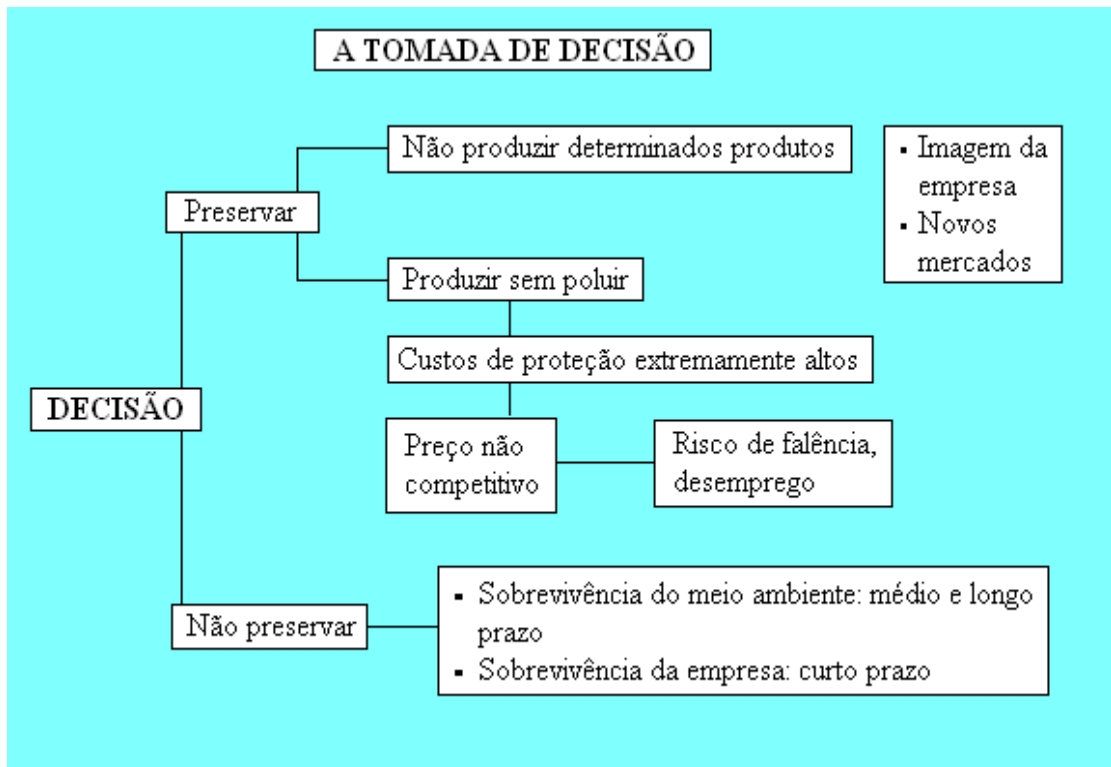 A TOMADA DE DECISÃO
Não produzir determinados produtos
▪ Imagem da
empresa
▪ Novos
mercados
Preservar
Produzir sem poluir
Custos de proteção extremamente altos
DECISÃO
Preço não
competitivo
Risco de falência,
desemprego
Não preservar
▪ Sobrevivência do meio ambiente: médio e longo
prazo
▪ Sobrevivência da empresa: curto prazo